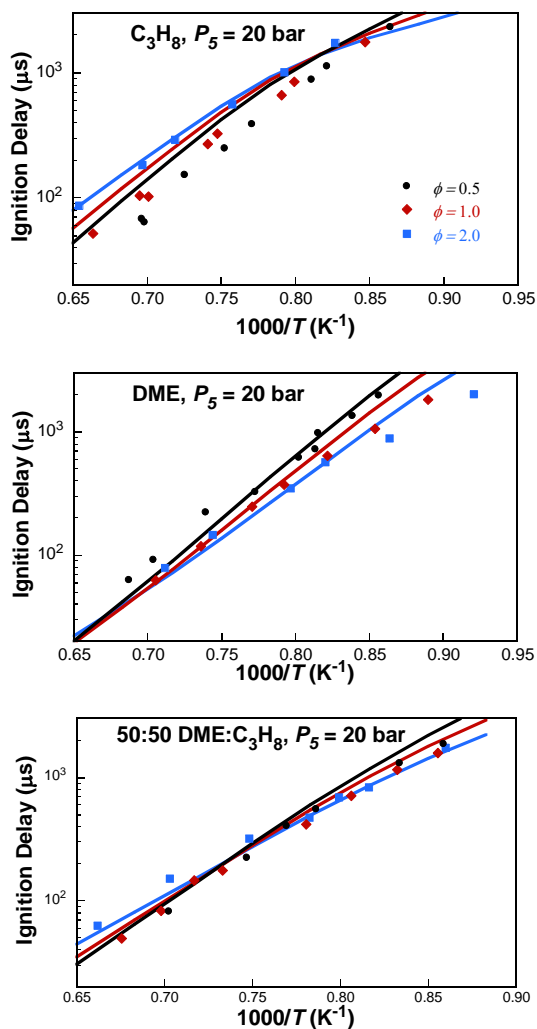 C₃H₈, P₅ = 20 bar
Ignition Delay (μs)
10³
10²
ϕ = 0.5
ϕ = 1.0
ϕ = 2.0
0.65 0.70 0.75 0.80 0.85 0.90 0.95
1000/T (K⁻¹)
DME, P₅ = 20 bar
Ignition Delay (μs)
10³
10²
0.65 0.70 0.75 0.80 0.85 0.90 0.95
1000/T (K⁻¹)
50:50 DME:C₃H₈, P₅ = 20 bar
Ignition Delay (μs)
10³
10²
0.65 0.70 0.75 0.80 0.85 0.90
1000/T (K⁻¹)